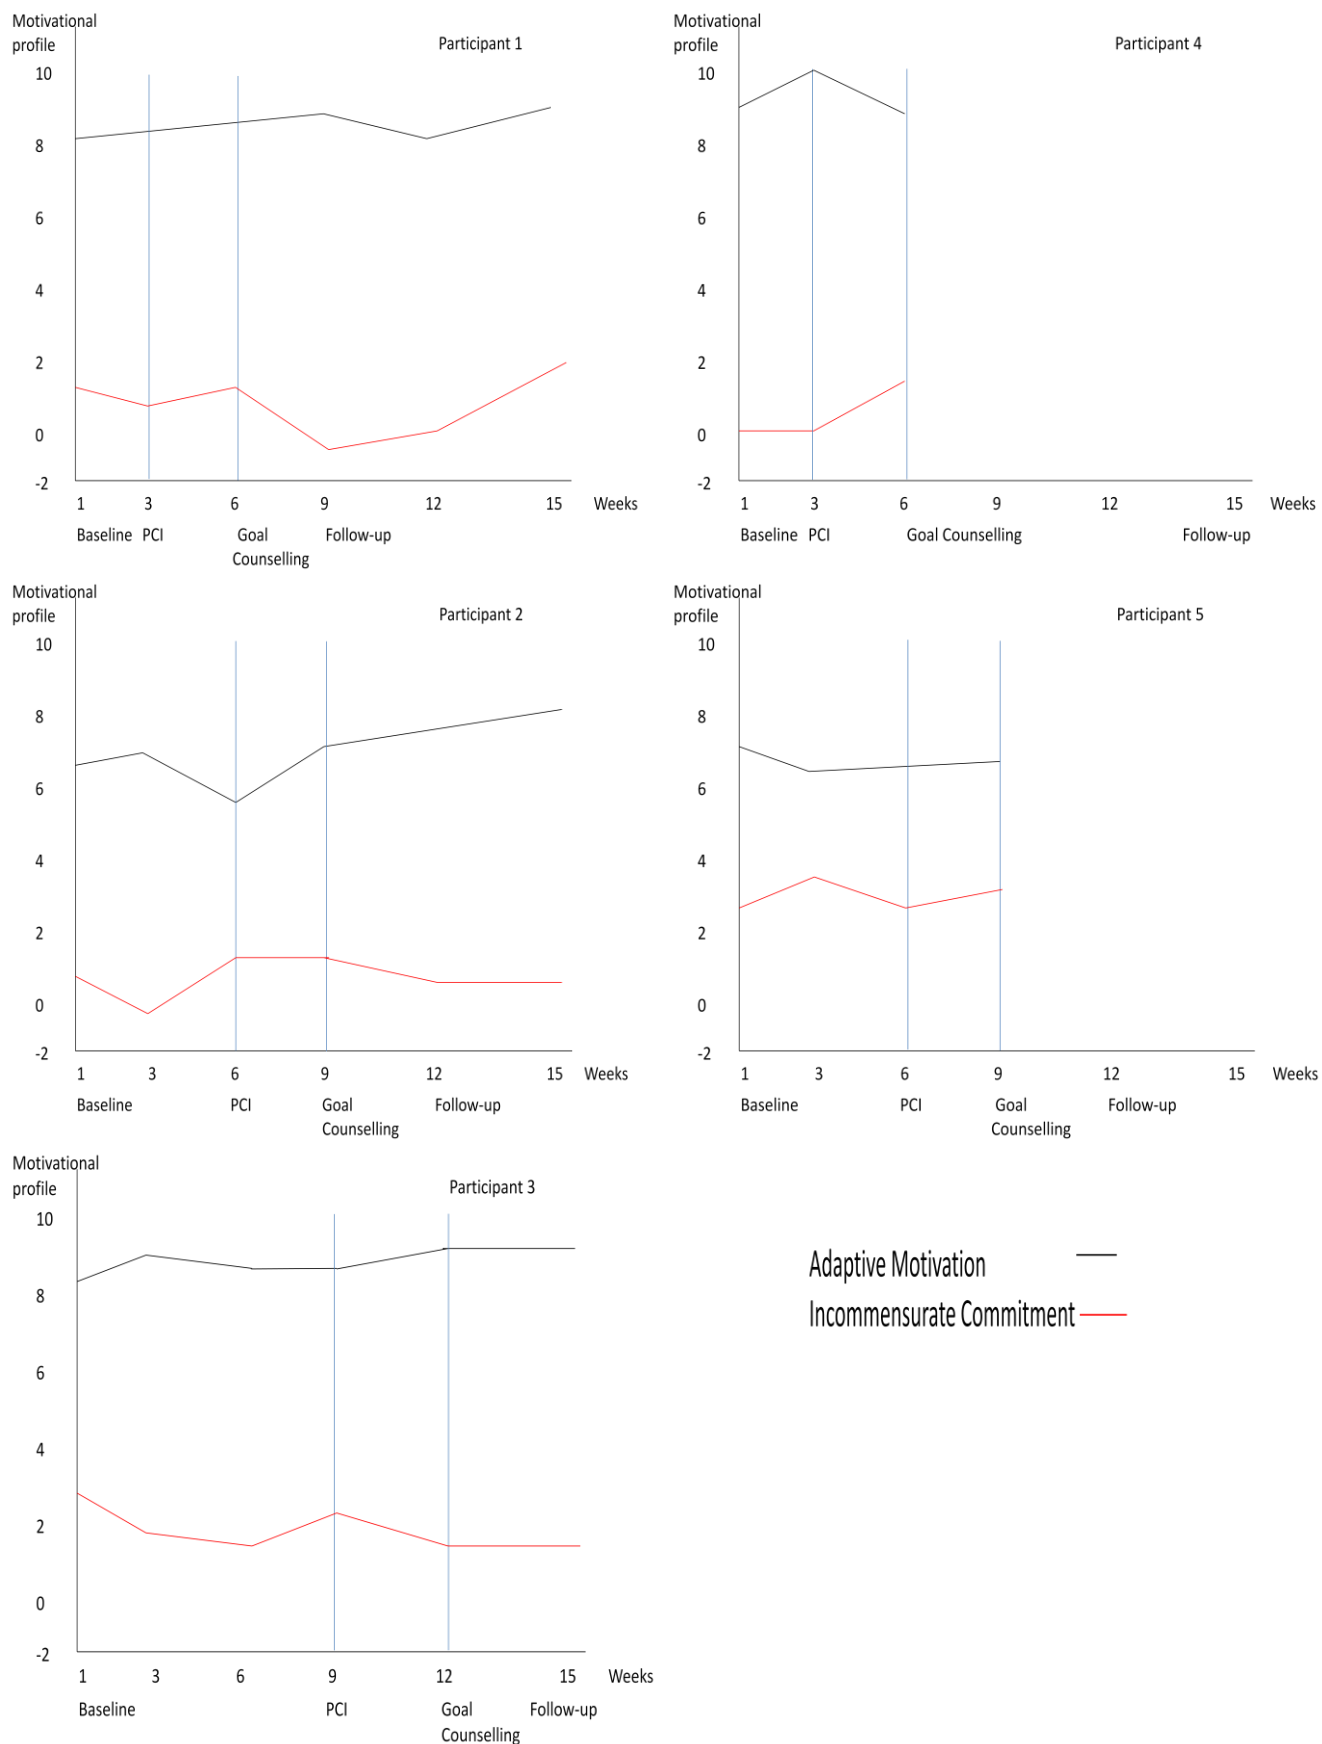 Motivational
profile
Participant 1
10
8
6
4
2
0
-2
1 3 6 9 12 15 Weeks
Baseline PCI Goal Follow-up
Counselling
Motivational
profile
Participant 4
10
8
6
4
2
0
-2
1 3 6 9 12 15 Weeks
Baseline PCI Goal Counselling Follow-up
Motivational
profile
Participant 2
10
8
6
4
2
0
-2
1 3 6 9 12 15 Weeks
Baseline PCI Goal Follow-up
Counselling
Motivational
profile
Participant 5
10
8
6
4
2
0
-2
1 3 6 9 12 15 Weeks
Baseline PCI Goal Follow-up
Counselling
Motivational
profile
Participant 3
10
8
6
4
2
0
-2
1 3 6 9 12 15 Weeks
Baseline PCI Goal Follow-up
Counselling
Adaptive Motivation
Incommensurate Commitment